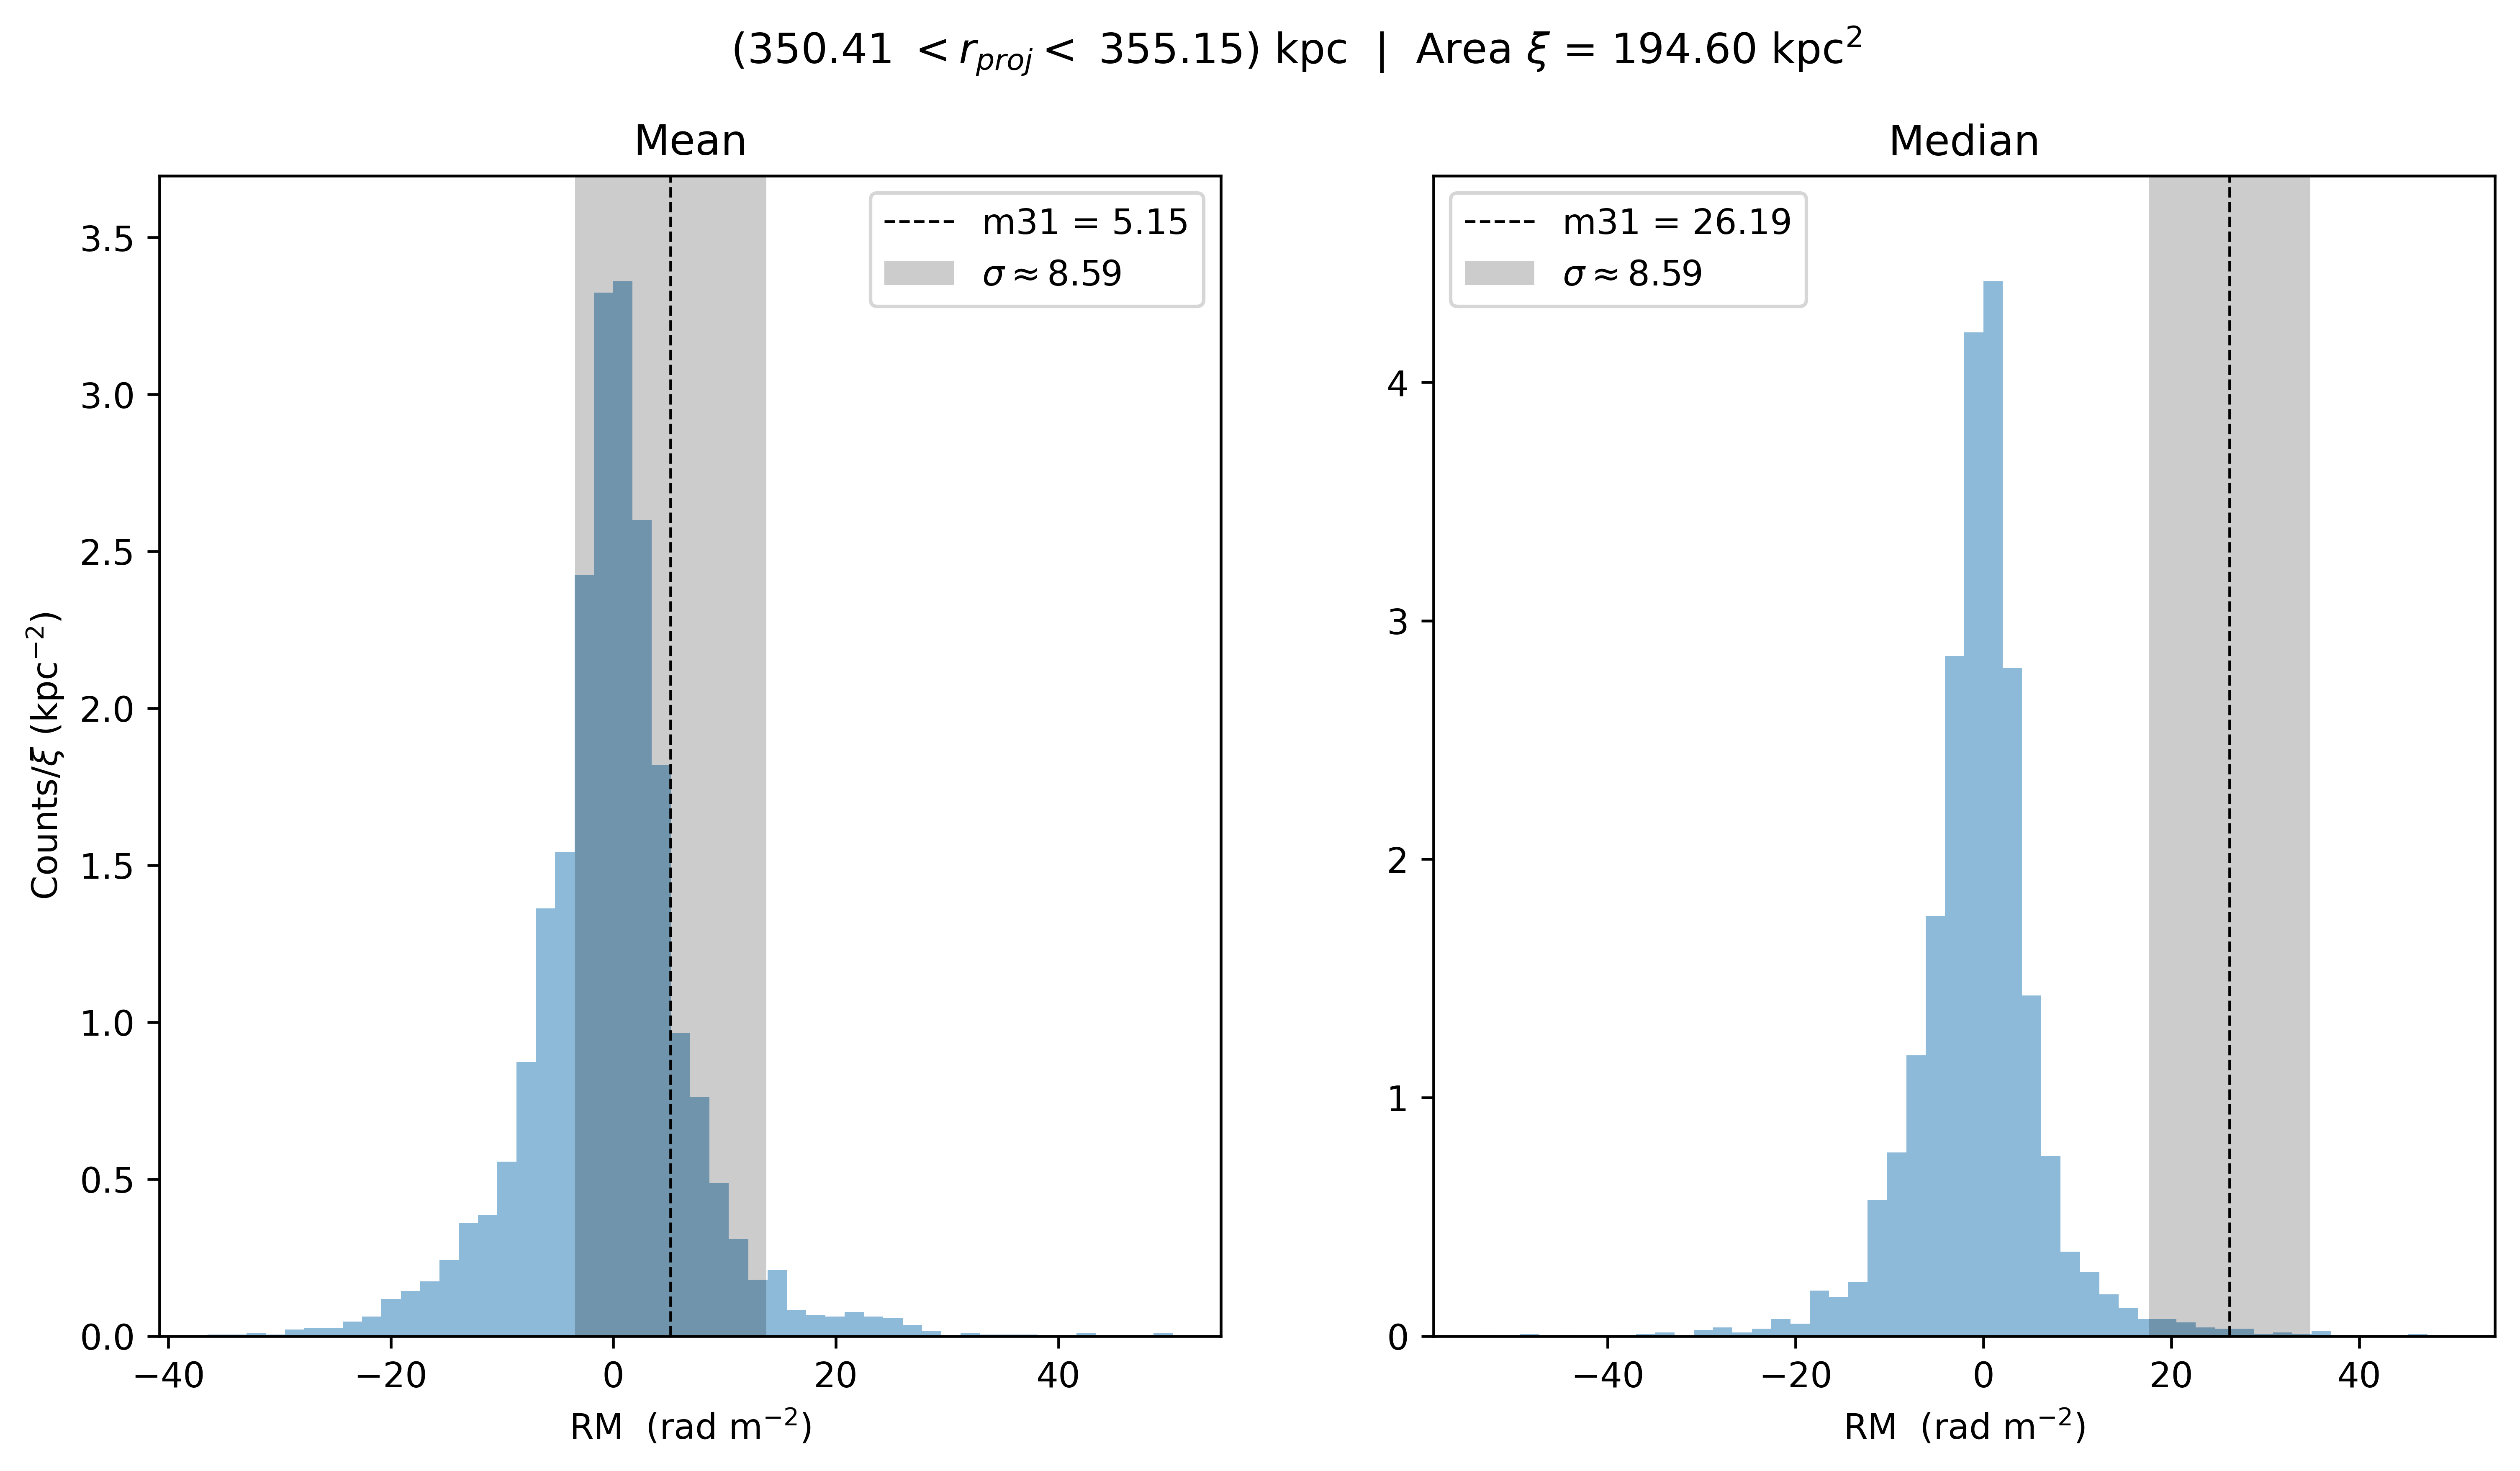 (350.41 < r_proj < 355.15) kpc | Area ξ = 194.60 kpc²
Mean
m31 = 5.15
σ ≈ 8.59
3.5
3.0
2.5
2.0
1.5
1.0
0.5
0.0
Counts/ξ (kpc⁻²)
−40 −20 0 20 40
RM (rad m⁻²)
Median
m31 = 26.19
σ ≈ 8.59
4
3
2
1
0
−40 −20 0 20 40
RM (rad m⁻²)